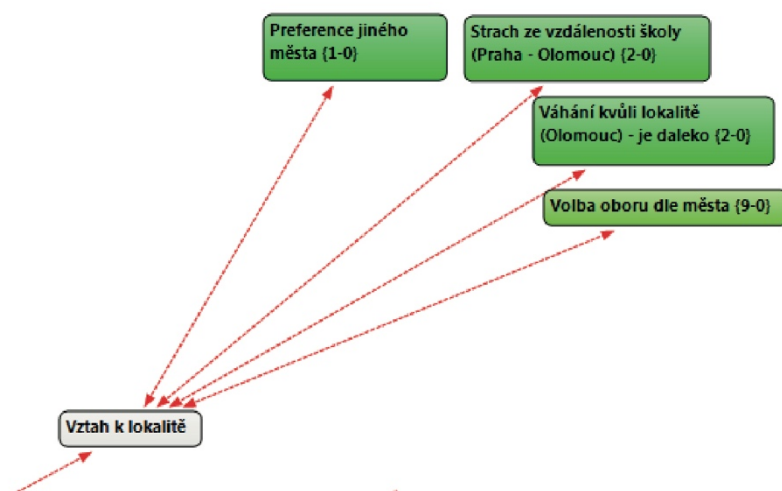 Preference jiného
města {1-0}
Strach ze vzdálenosti školy
(Praha - Olomouc) {2-0}
Váhání kvůli lokalitě
(Olomouc) - je daleko {2-0}
Volba oboru dle města {9-0}
Vztah k lokalitě